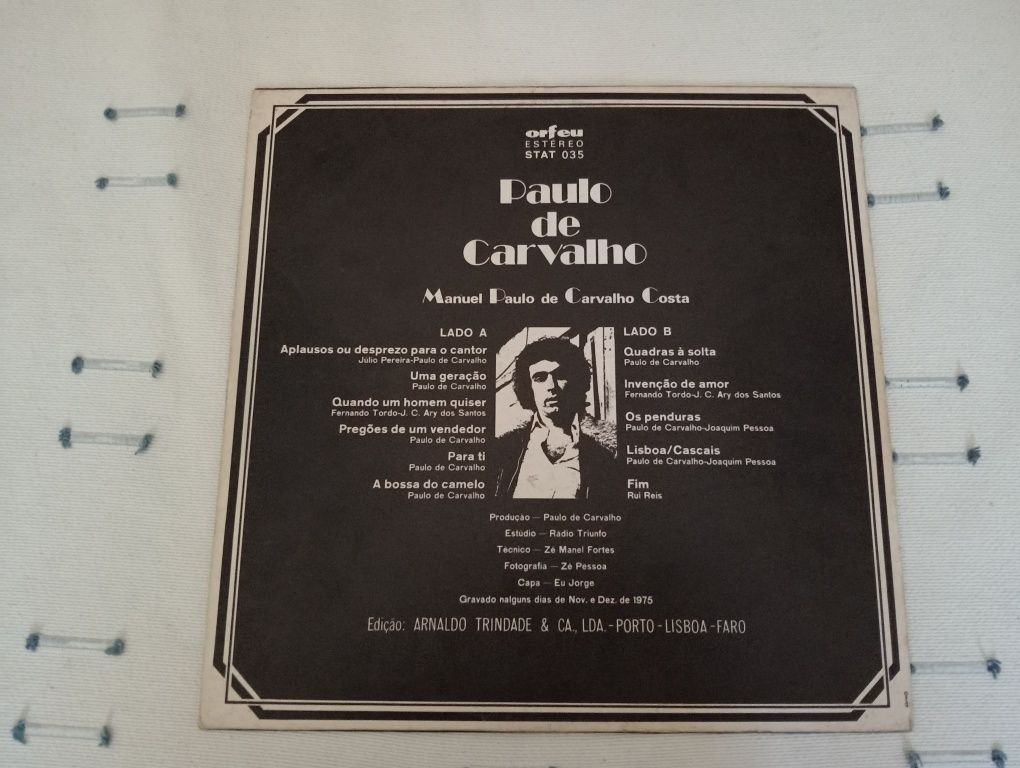 orfeu
ESTÉREO
STAT 035
Paulo
de
Carvalho
Manuel Paulo de Carvalho Costa
LADO A
Aplausos ou desprezo para o cantor
Júlio Pereira-Paulo de Carvalho
Uma geração
Paulo de Carvalho
Quando um homem quiser
Fernando Tordo-J. C. Ary dos Santos
Pregões de um vendedor
Paulo de Carvalho
Para ti
Paulo de Carvalho
A bossa do camelo
Paulo de Carvalho
LADO B
Quadras à solta
Paulo de Carvalho
Invenção de amor
Fernando Tordo-J. C. Ary dos Santos
Os penduras
Paulo de Carvalho-Joaquim Pessoa
Lisboa/Cascais
Paulo de Carvalho-Joaquim Pessoa
Fim
Rui Reis
Produção — Paulo de Carvalho
Estúdio — Rádio Triunfo
Técnico — Zé Manel Fortes
Fotografia — Zé Pessoa
Capa — Eu Jorge
Gravado nalguns dias de Nov. e Dez. de 1975
Edição: ARNALDO TRINDADE & CA., LDA.-PORTO-LISBOA-FARO